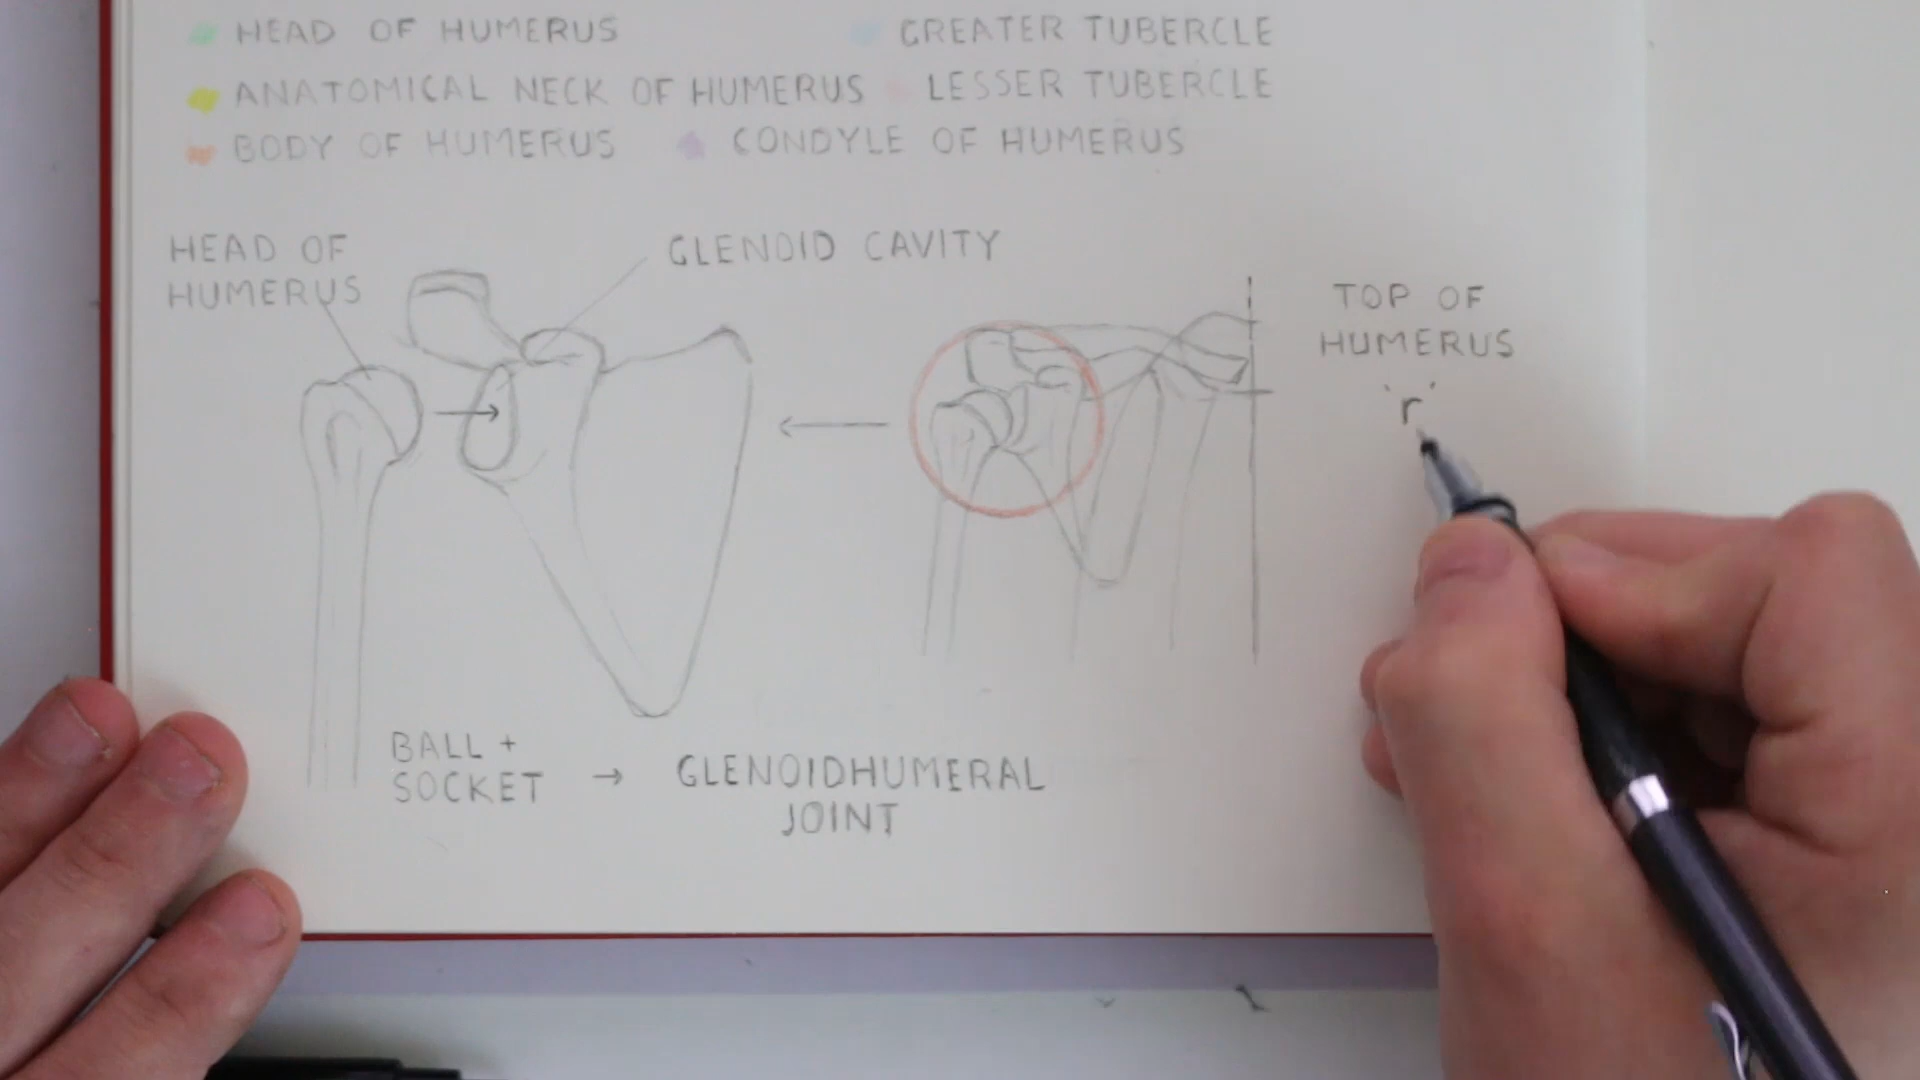 HEAD OF HUMERUS
GREATER TUBERCLE
ANATOMICAL NECK OF HUMERUS
LESSER TUBERCLE
BODY OF HUMERUS
CONDYLE OF HUMERUS
HEAD OF
HUMERUS
GLENOID CAVITY
TOP OF
HUMERUS
'r'
BALL +
SOCKET → GLENOIDHUMERAL
JOINT